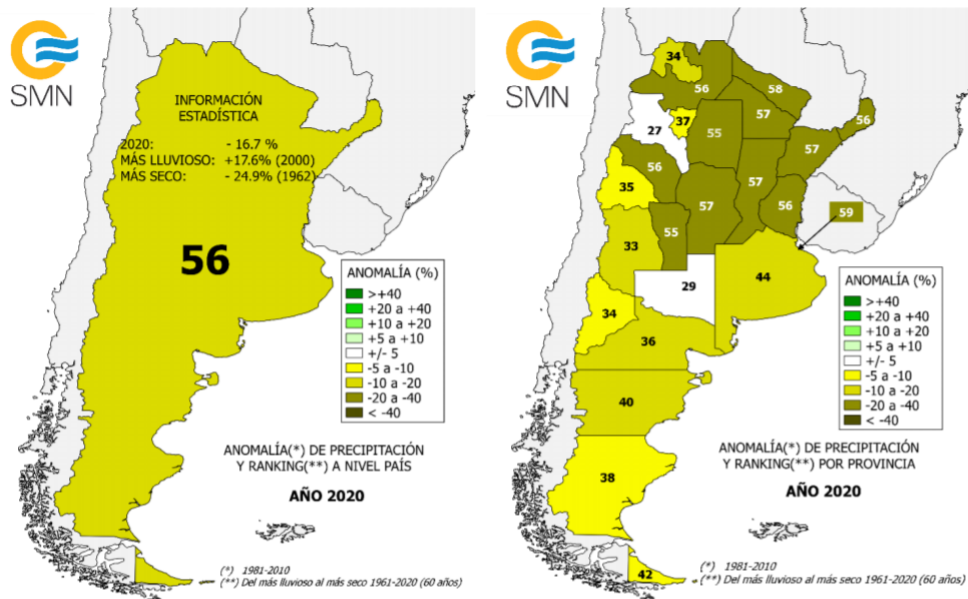 SMN
INFORMACIÓN
ESTADÍSTICA
2020: - 16.7 %
MÁS LLUVIOSO: +17.6% (2000)
MÁS SECO: - 24.9% (1962)
56
ANOMALÍA (%)
>+40
+20 a +40
+10 a +20
+5 a +10
+/- 5
-5 a -10
-10 a -20
-20 a -40
< -40
ANOMALÍA(*) DE PRECIPITACIÓN
Y RANKING(**) A NIVEL PAÍS
AÑO 2020
(*) 1981-2010
(**) Del más lluvioso al más seco 1961-2020 (60 años)
SMN
34
56
58
57
37
27
55
56
57
56
35
57
57
56
59
55
33
29
44
34
36
40
38
42
ANOMALÍA (%)
>+40
+20 a +40
+10 a +20
+5 a +10
+/- 5
-5 a -10
-10 a -20
-20 a -40
< -40
ANOMALÍA(*) DE PRECIPITACIÓN
Y RANKING(**) POR PROVINCIA
AÑO 2020
(*) 1981-2010
(**) Del más lluvioso al más seco 1961-2020 (60 años)